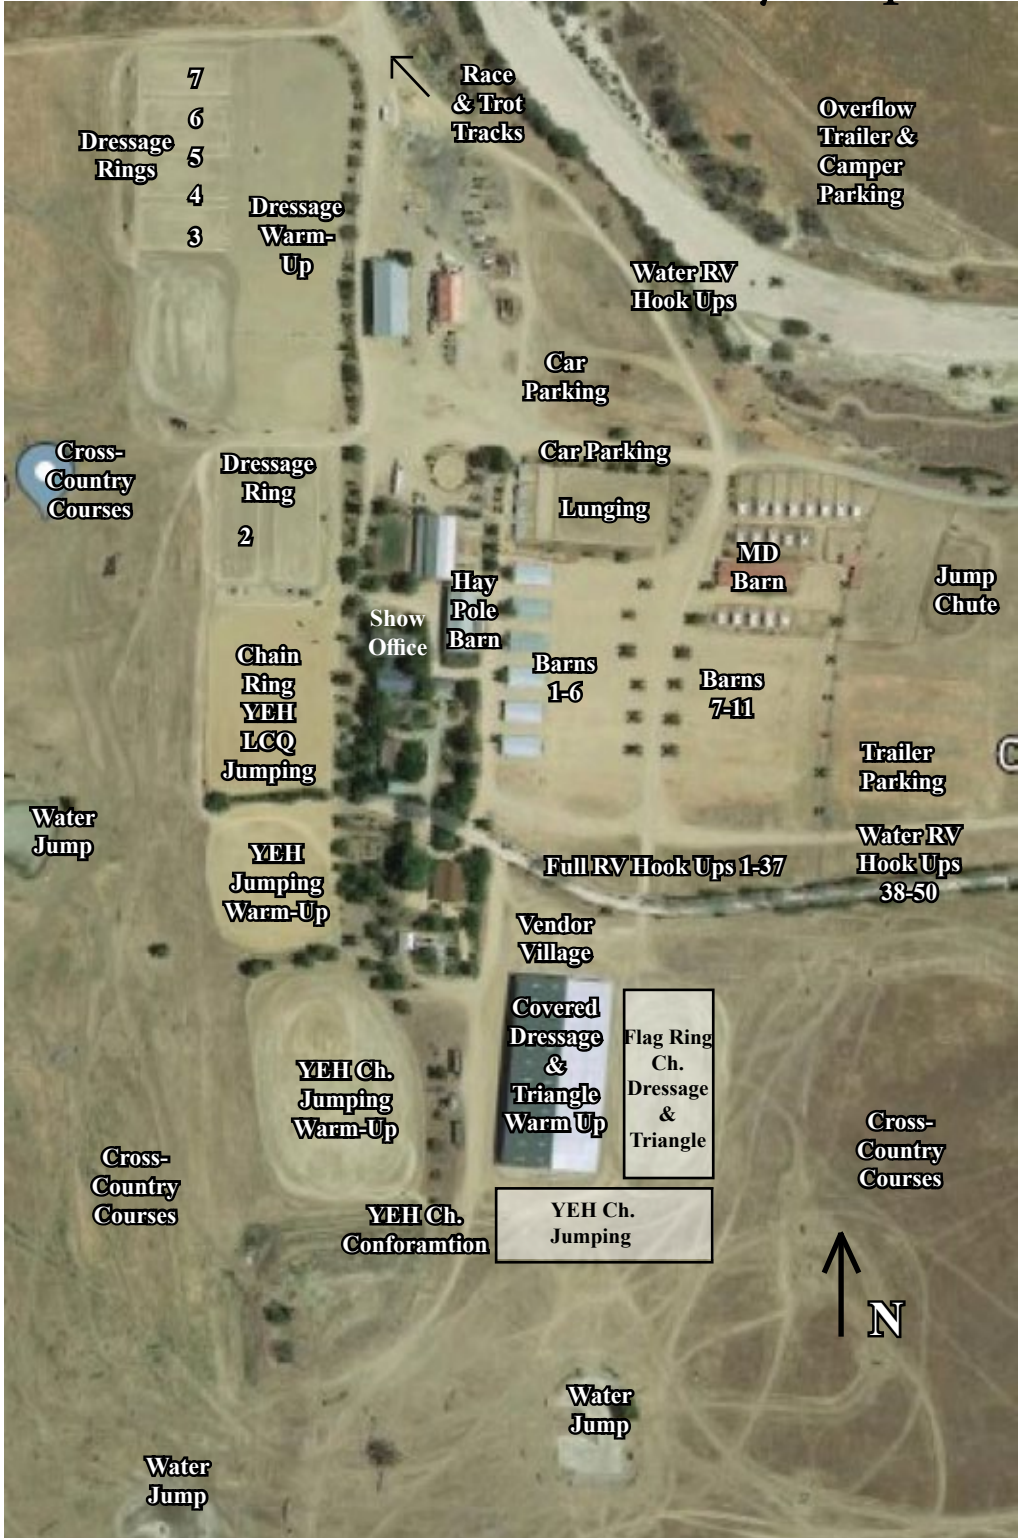 7
6
5
4
3
Dressage
Rings
Dressage
Warm-
Up
Race
& Trot
Tracks
Overflow
Trailer &
Camper
Parking
Water RV
Hook Ups
Car
Parking
Cross-
Country
Courses
Dressage
Ring
2
Car Parking
Lunging
MD
Barn
Jump
Chute
Hay
Pole
Barn
Show
Office
Barns
1-6
Barns
7-11
Chain
Ring
YEH
LCQ
Jumping
Trailer
Parking
C
Water
Jump
YEH
Jumping
Warm-Up
Full RV Hook Ups 1-37
Water RV
Hook Ups
38-50
Vendor
Village
Covered
Dressage
&
Triangle
Warm Up
Flag Ring
Ch.
Dressage
&
Triangle
YEH Ch.
Jumping
Warm-Up
Cross-
Country
Courses
Cross-
Country
Courses
YEH Ch.
Conforamtion
YEH Ch.
Jumping
N
Water
Jump
Water
Jump